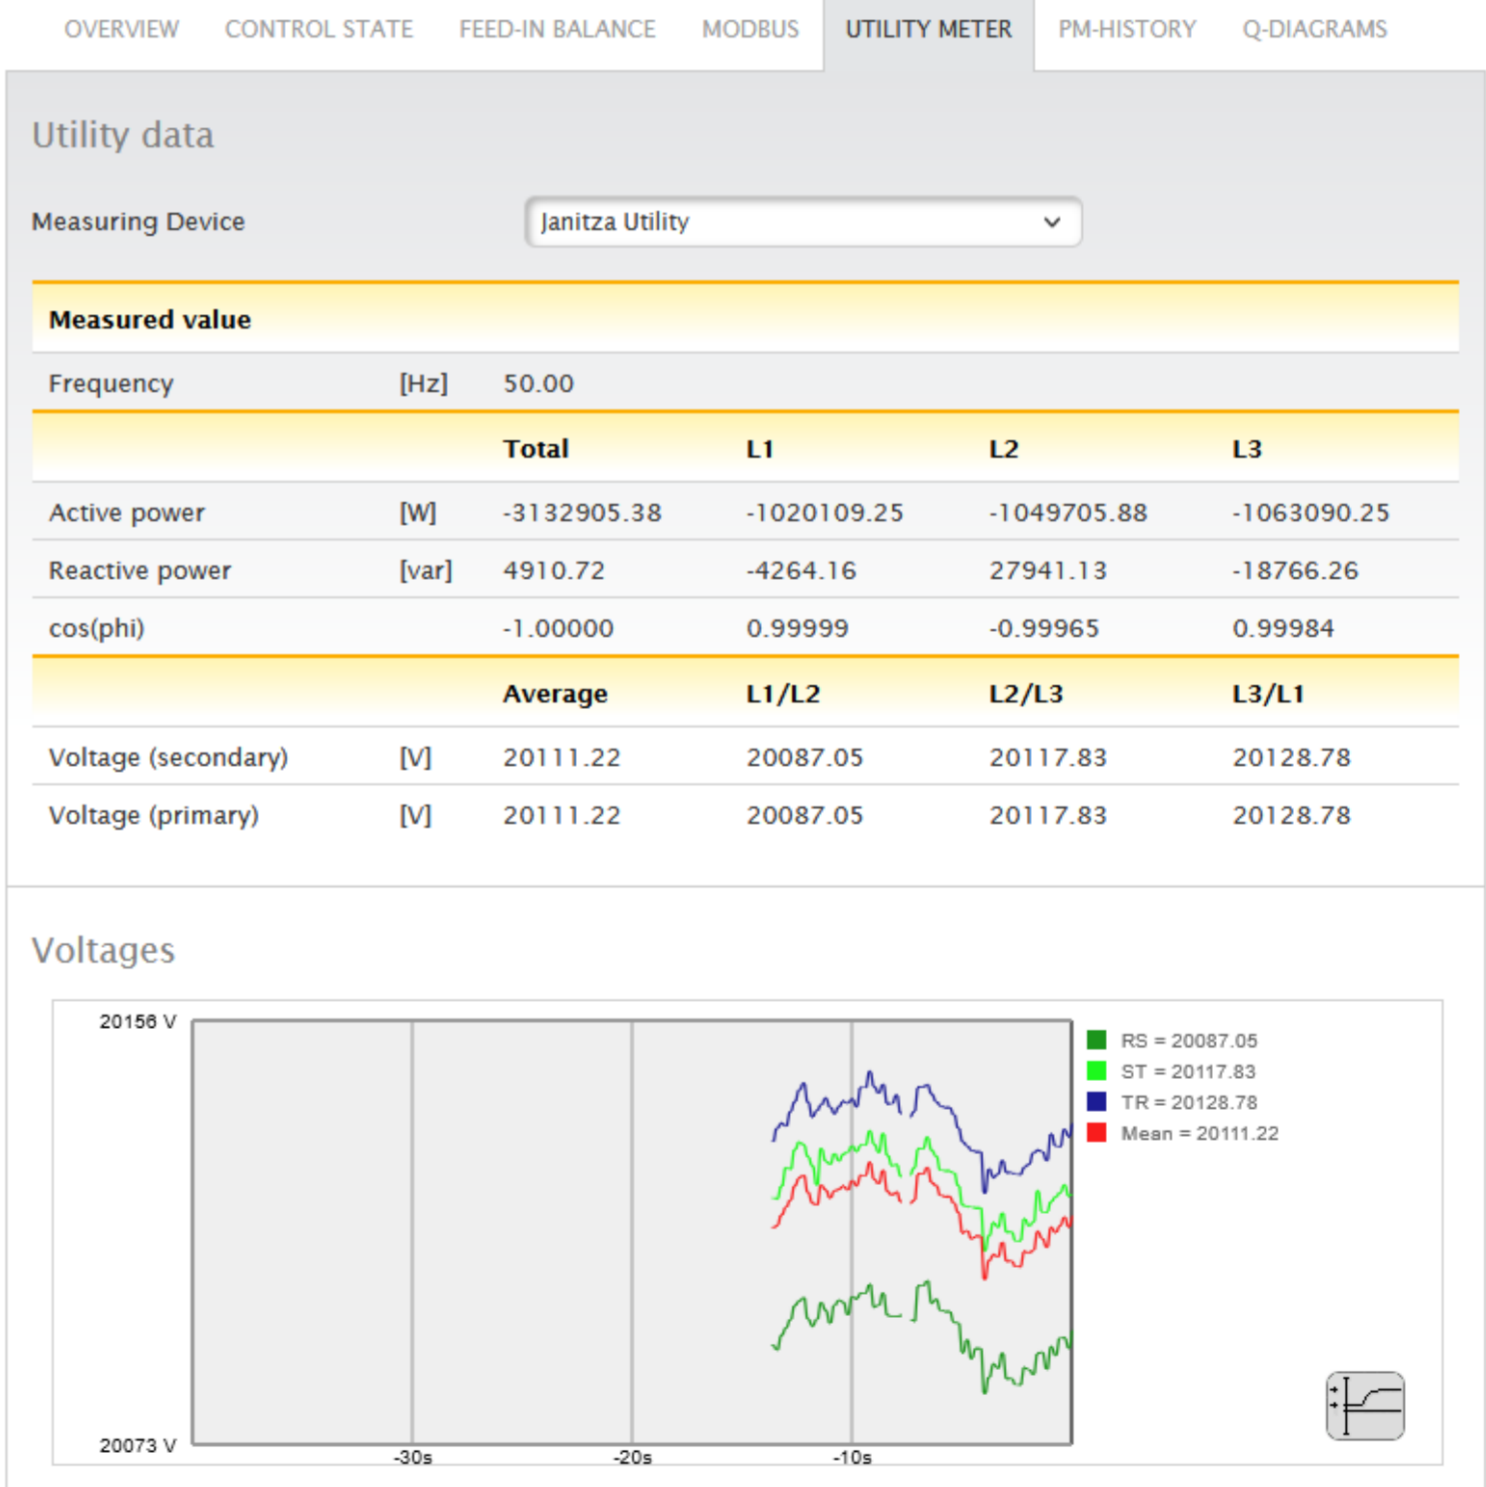 OVERVIEW CONTROL STATE FEED-IN BALANCE MODBUS UTILITY METER PM-HISTORY Q-DIAGRAMS
Utility data
Measuring Device Janitza Utility
Measured value
Frequency [Hz] 50.00
Total L1 L2 L3
Active power [W] -3132905.38 -1020109.25 -1049705.88 -1063090.25
Reactive power [var] 4910.72 -4264.16 27941.13 -18766.26
cos(phi) -1.00000 0.99999 -0.99965 0.99984
Average L1/L2 L2/L3 L3/L1
Voltage (secondary) [V] 20111.22 20087.05 20117.83 20128.78
Voltage (primary) [V] 20111.22 20087.05 20117.83 20128.78
Voltages
20156 V
RS = 20087.05
ST = 20117.83
TR = 20128.78
Mean = 20111.22
20073 V
-30s -20s -10s